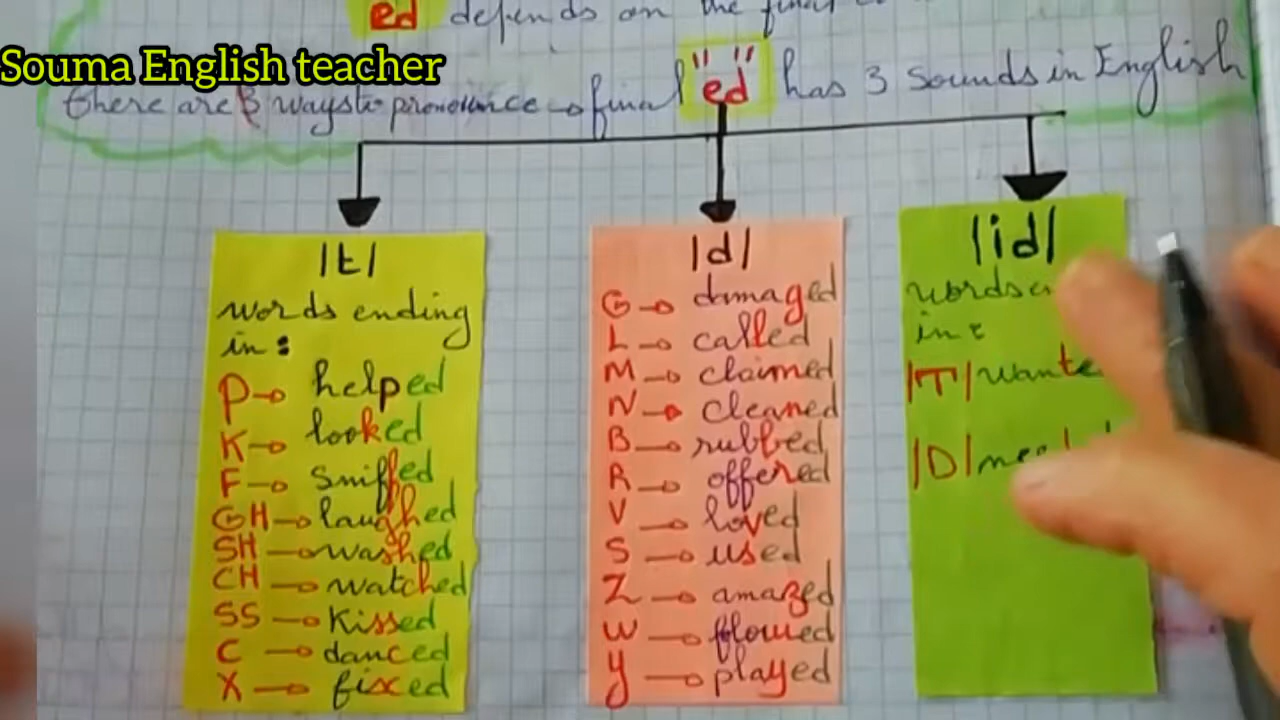 ed depends on the final
Souma English teacher
there are 3 ways to pronounce final "ed" has 3 sounds in English
/t/
words ending
in:
P→ helped
K→ looked
F→ sniffed
GH→ laughed
SH→ washed
CH→ watched
SS→ kissed
C→ danced
X→ fixed
/d/
G→ damaged
L→ called
M→ claimed
N→ cleaned
B→ rubbed
R→ offered
V→ loved
S→ used
Z→ amazed
W→ flowed
y→ played
/id/
words
in:
/T/ wante
/D/